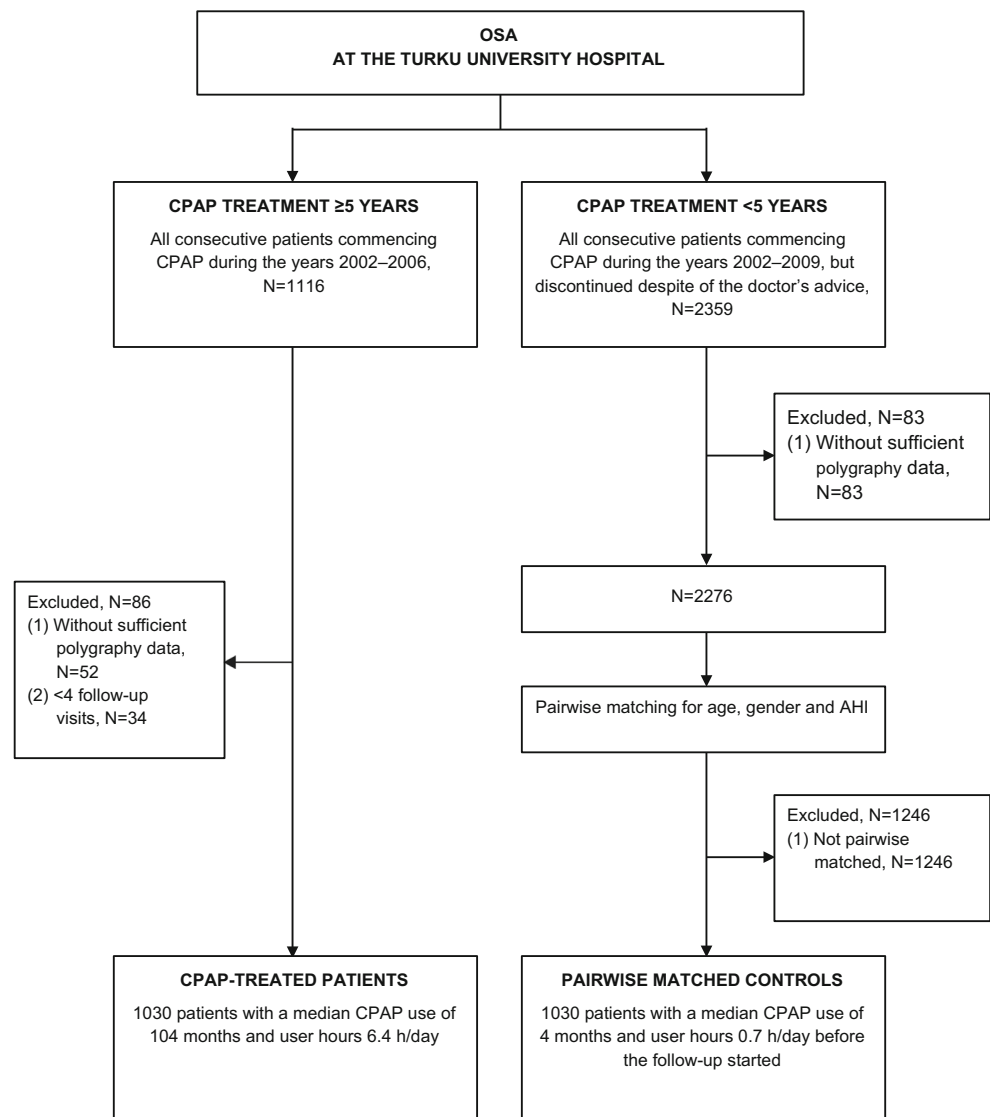 OSA
AT THE TURKU UNIVERSITY HOSPITAL
CPAP TREATMENT ≥5 YEARS
All consecutive patients commencing
CPAP during the years 2002–2006,
N=1116
CPAP TREATMENT <5 YEARS
All consecutive patients commencing
CPAP during the years 2002–2009, but
discontinued despite of the doctor's advice,
N=2359
Excluded, N=83
(1) Without sufficient
polygraphy data,
N=83
N=2276
Excluded, N=86
(1) Without sufficient
polygraphy data,
N=52
(2) <4 follow-up
visits, N=34
Pairwise matching for age, gender and AHI
Excluded, N=1246
(1) Not pairwise
matched, N=1246
CPAP-TREATED PATIENTS
1030 patients with a median CPAP use of
104 months and user hours 6.4 h/day
PAIRWISE MATCHED CONTROLS
1030 patients with a median CPAP use of
4 months and user hours 0.7 h/day before
the follow-up started